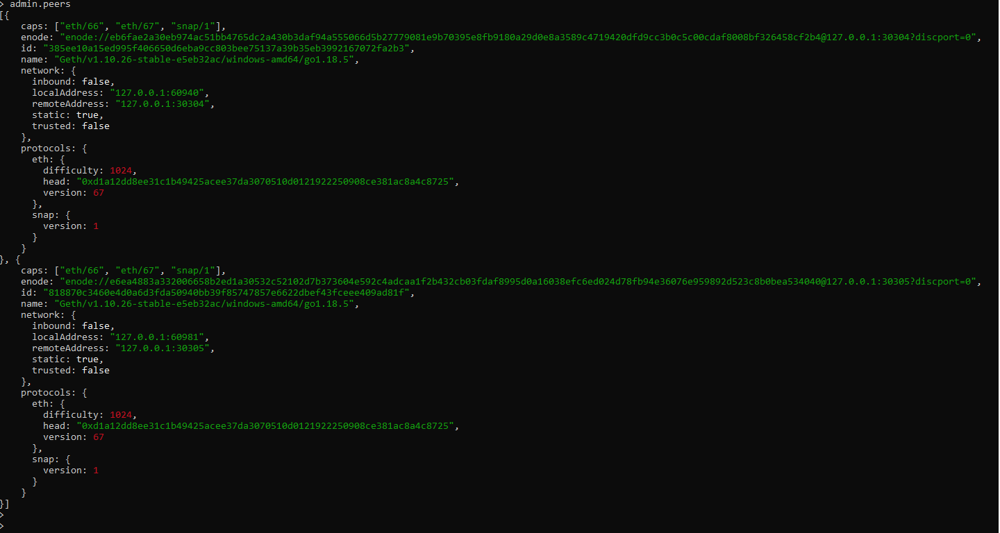 > admin.peers
[{
    caps: ["eth/66", "eth/67", "snap/1"],
    enode: "enode://eb6fae2a30eb974ac51bb4765dc2a430b3daf94a555066d5b27779081e9b70395e8fb9180a29d0e8a3589c4719420dfd9cc3b0c5c00cdaf8008bf326458cf2b4@127.0.0.1:30304?discport=0",
    id: "385ee10a15ed995f406650d6eba9cc803bee75137a39b35eb3992167072fa2b3",
    name: "Geth/v1.10.26-stable-e5eb32ac/windows-amd64/go1.18.5",
    network: {
      inbound: false,
      localAddress: "127.0.0.1:60940",
      remoteAddress: "127.0.0.1:30304",
      static: true,
      trusted: false
    },
    protocols: {
      eth: {
        difficulty: 1024,
        head: "0xd1a12dd8ee31c1b49425acee37da3070510d0121922250908ce381ac8a4c8725",
        version: 67
      },
      snap: {
        version: 1
      }
    }
}, {
    caps: ["eth/66", "eth/67", "snap/1"],
    enode: "enode://e6ea4883a332006658b2ed1a30532c52102d7b373604e592c4adcaa1f2b432cb03fdaf8995d0a16038efc6ed024d78fb94e36076e959892d523c8b0bea534040@127.0.0.1:30305?discport=0",
    id: "818870c3460e4d0a6d3fda50940bb39f85747857e6622dbef43fceee409ad81f",
    name: "Geth/v1.10.26-stable-e5eb32ac/windows-amd64/go1.18.5",
    network: {
      inbound: false,
      localAddress: "127.0.0.1:60981",
      remoteAddress: "127.0.0.1:30305",
      static: true,
      trusted: false
    },
    protocols: {
      eth: {
        difficulty: 1024,
        head: "0xd1a12dd8ee31c1b49425acee37da3070510d0121922250908ce381ac8a4c8725",
        version: 67
      },
      snap: {
        version: 1
      }
    }
}]
>
>